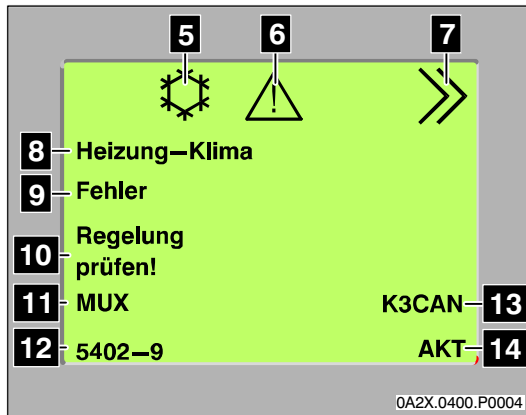 5 6 7
8 Heizung–Klima
9 Fehler
10 Regelung
prüfen!
11 MUX K3CAN 13
12 5402–9 AKT 14
0A2X.0400.P0004